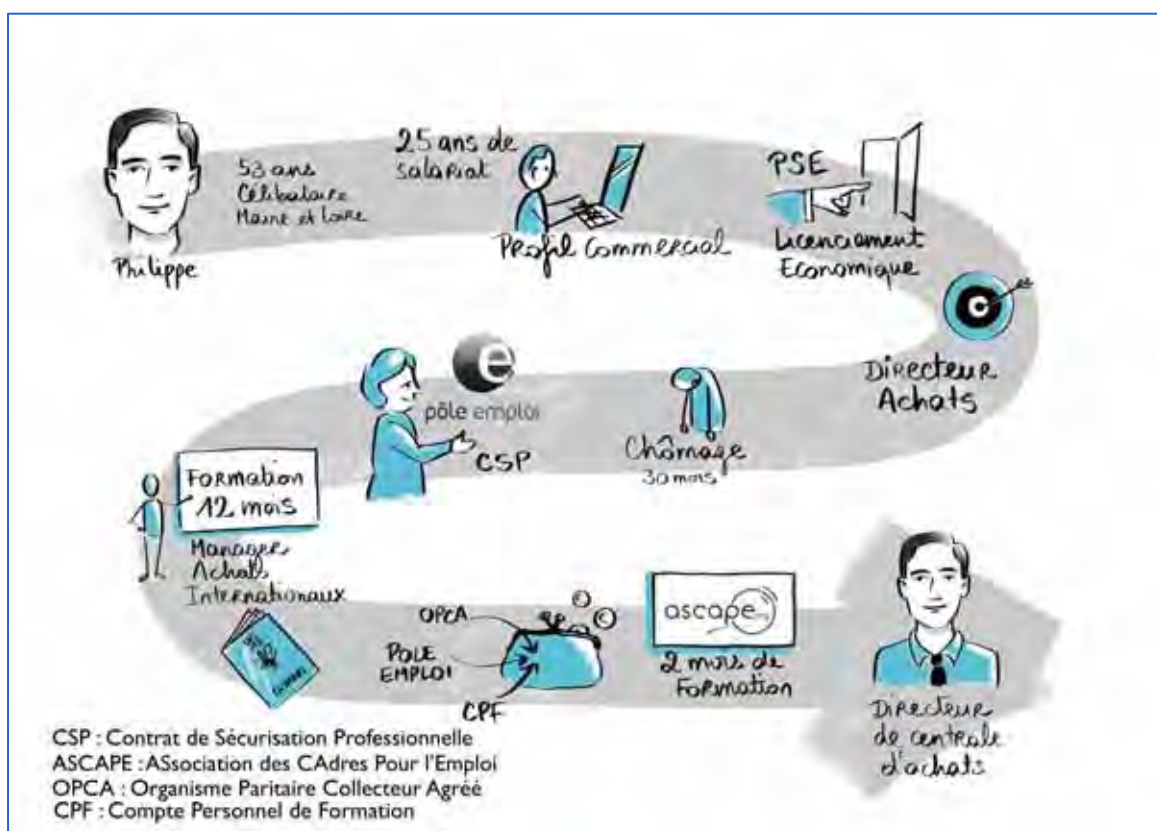 Philippe
53 ans
Célibataire
Maine et Loire
25 ans de
salariat
Profil Commercial
PSE
Licenciement
Economique
Directeur
Achats
Chômage
30 mois
e
pôle emploi
CSP
Formation
12 mois
Manager
Achats
Internationaux
OPCA
POLE
EMPLOI
CPF
ascape
2 mois de
Formation
Directeur
de centrale
d'achats
CSP : Contrat de Sécurisation Professionnelle
ASCAPE : ASsociation des CAdres Pour l'Emploi
OPCA : Organisme Paritaire Collecteur Agréé
CPF : Compte Personnel de Formation